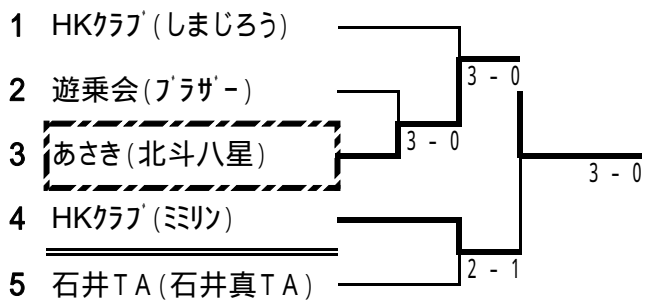 1 HKｸﾗﾌﾞ(しまじろう)
3 - 0
2 遊乗会(ﾌﾞﾗｻﾞｰ)
3 - 0
3 あさき(北斗八星)
3 - 0
4 HKｸﾗﾌﾞ(ﾐﾐﾘﾝ)
2 - 1
5 石井TA(石井真TA)